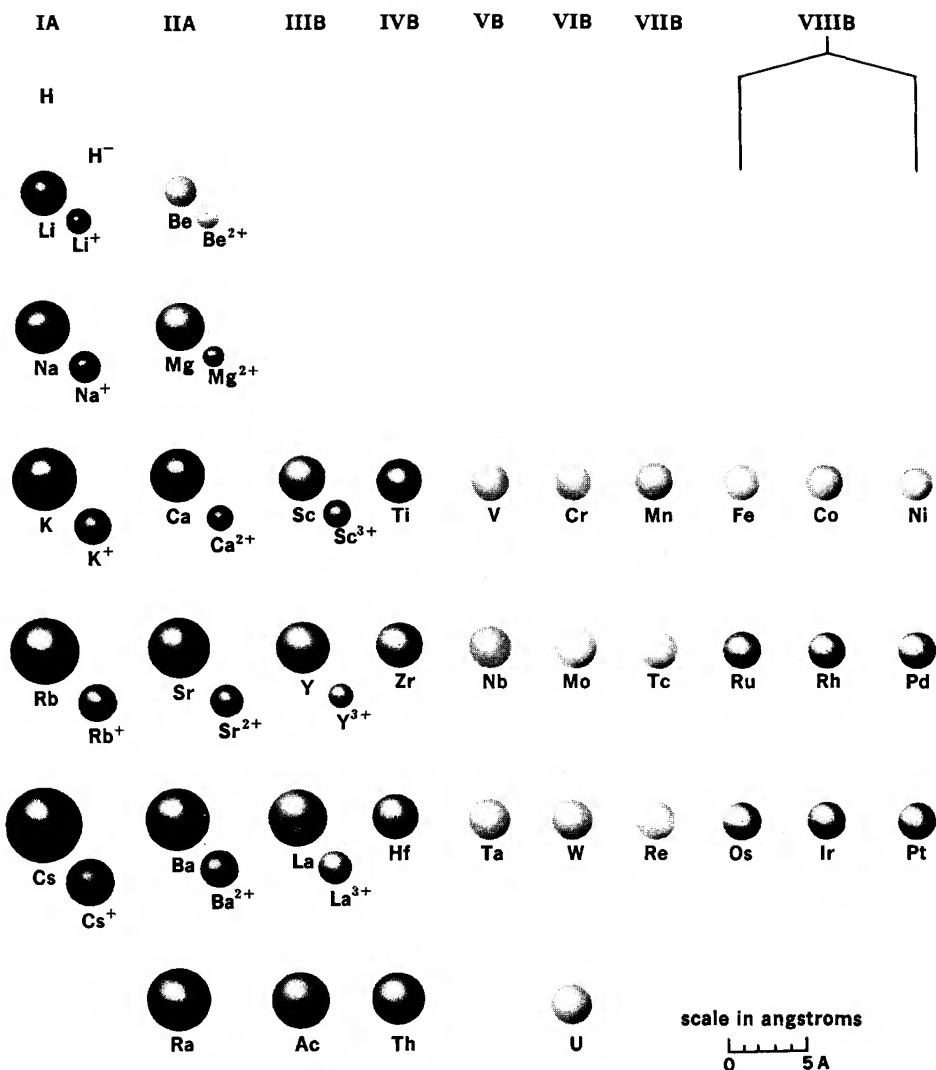 IA IIA IIIB IVB VB VIB VIIB VIIIB
H
H⁻
Li Li⁺ Be Be²⁺
Na Na⁺ Mg Mg²⁺
K K⁺ Ca Ca²⁺ Sc Sc³⁺ Ti V Cr Mn Fe Co Ni
Rb Rb⁺ Sr Sr²⁺ Y Y³⁺ Zr Nb Mo Tc Ru Rh Pd
Cs Cs⁺ Ba Ba²⁺ La La³⁺ Hf Ta W Re Os Ir Pt
Ra Ac Th U
scale in angstroms
0 5 A